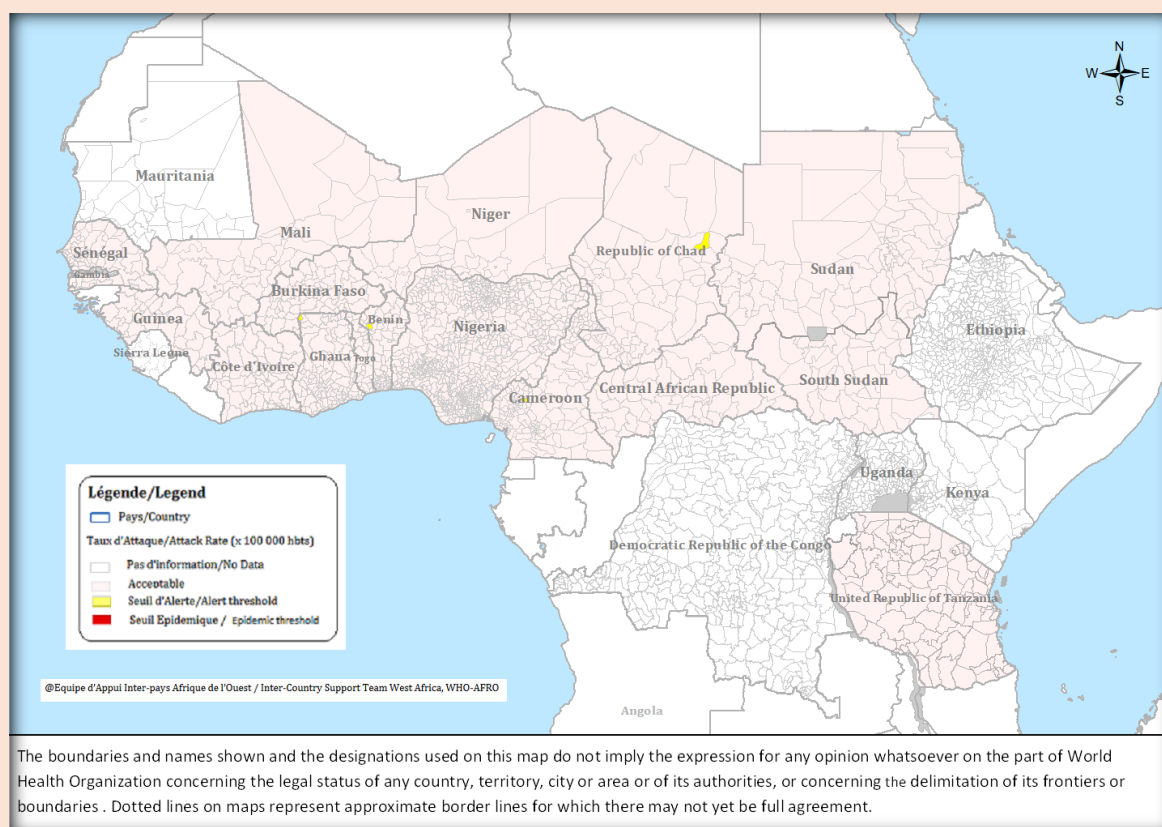 N
W E
S
Mauritania
Mali
Niger
Republic of Chad
Sudan
Sénégal
Gambia
Burkina Faso
Benin
Nigeria
Ethiopia
Guinea
Sierra Leone
Côte d'Ivoire
Ghana
Togo
Cameroon
Central African Republic
South Sudan
Uganda
Kenya
Democratic Republic of the Congo
United Republic of Tanzania
Angola
Légende/Legend
Pays/Country
Taux d'Attaque/Attack Rate (x 100 000 hbts)
Pas d'information/No Data
Acceptable
Seuil d'Alerte/Alert threshold
Seuil Epidemique / Epidemic threshold
@Equipe d'Appui Inter-pays Afrique de l'Ouest / Inter-Country Support Team West Africa, WHO-AFRO
The boundaries and names shown and the designations used on this map do not imply the expression for any opinion whatsoever on the part of World
Health Organization concerning the legal status of any country, territory, city or area or of its authorities, or concerning the delimitation of its frontiers or
boundaries . Dotted lines on maps represent approximate border lines for which there may not yet be full agreement.